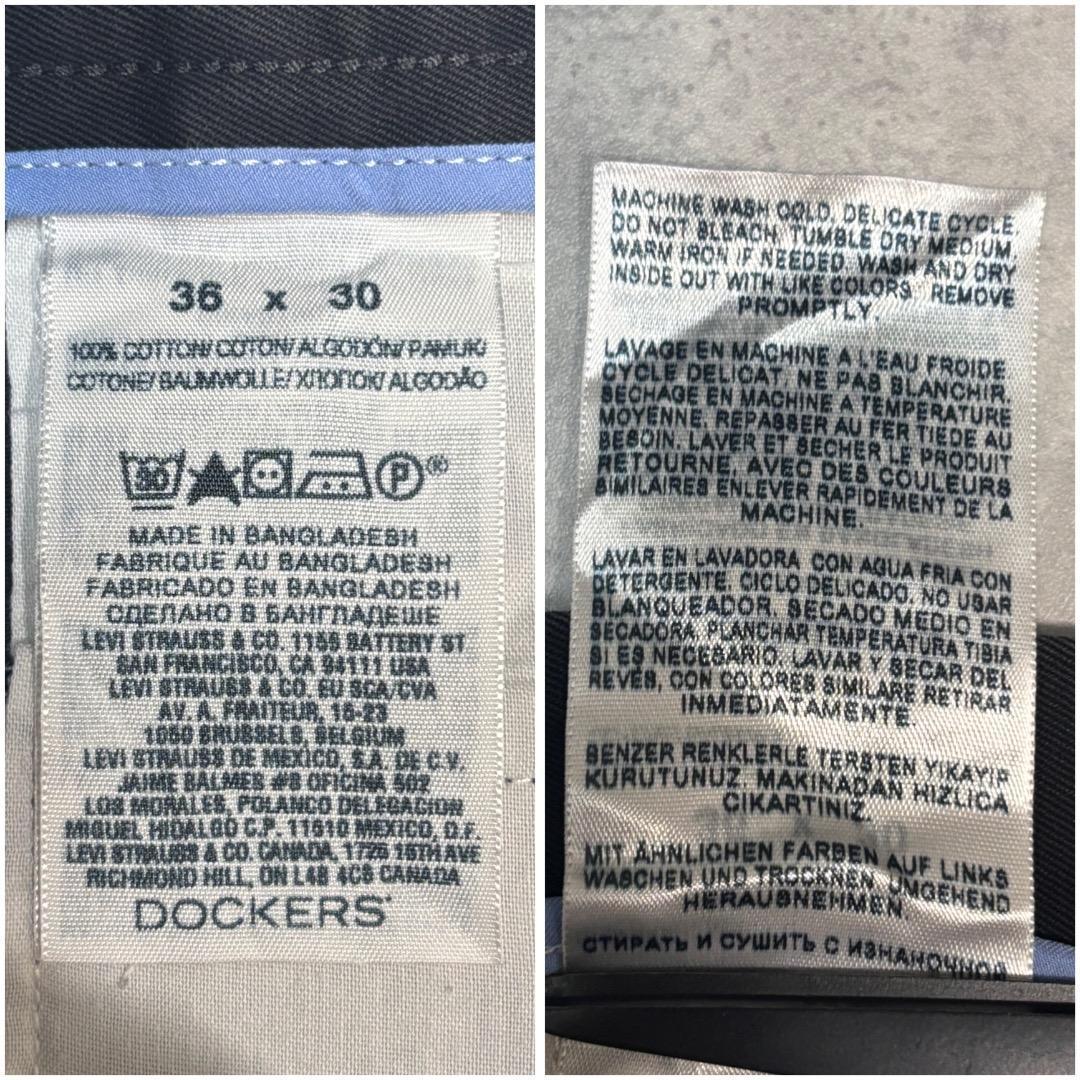 36 x 30
100% COTTON/ COTON/ ALGODÓN/ PAMUK/
COTONE/ BAUMWOLLE/ ХЛОПОК/ ALGODÃO
30 P®
MADE IN BANGLADESH
FABRIQUE AU BANGLADESH
FABRICADO EN BANGLADESH
СДЕЛАНО В БАНГЛАДЕШЕ
LEVI STRAUSS & CO. 1155 BATTERY ST
SAN FRANCISCO, CA 94111 USA
LEVI STRAUSS & CO. EU SCA/CVA
AV. A. FRAITEUR, 15-23
1050 BRUSSELS, BELGIUM
LEVI STRAUSS DE MEXICO, S.A. DE C.V.
JAIME BALMES #8 OFICINA 502
LOS MORALES, POLANCO DELEGACION
MIGUEL HIDALGO C.P. 11510 MEXICO, D.F.
LEVI STRAUSS & CO. CANADA, 1725 16TH AVE
RICHMOND HILL, ON L4B 4C6 CANADA
DOCKERS
MACHINE WASH COLD, DELICATE CYCLE.
DO NOT BLEACH. TUMBLE DRY MEDIUM.
WARM IRON IF NEEDED. WASH AND DRY
INSIDE OUT WITH LIKE COLORS. REMOVE
PROMPTLY.
LAVAGE EN MACHINE A L'EAU FROIDE
CYCLE DELICAT. NE PAS BLANCHIR.
SECHAGE EN MACHINE A TEMPERATURE
MOYENNE. REPASSER AU FER TIEDE AU
BESOIN. LAVER ET SECHER LE PRODUIT
RETOURNE, AVEC DES COULEURS
SIMILAIRES ENLEVER RAPIDEMENT DE LA
MACHINE.
LAVAR EN LAVADORA CON AGUA FRIA CON
DETERGENTE. CICLO DELICADO. NO USAR
BLANQUEADOR. SECADO MEDIO EN
SECADORA. PLANCHAR TEMPERATURA TIBIA
SI ES NECESARIO. LAVAR Y SECAR DEL
REVES, CON COLORES SIMILARE RETIRAR
INMEDIATAMENTE.
BENZER RENKLERLE TERSTEN YIKAYIP
KURUTUNUZ. MAKINADAN HIZLICA
CIKARTINIZ.
MIT ÄHNLICHEN FARBEN AUF LINKS
WASCHEN UND TROCKNEN. UMGEHEND
HERAUSNEHMEN.
СТИРАТЬ И СУШИТЬ С ИЗНАНОЧНОЙ